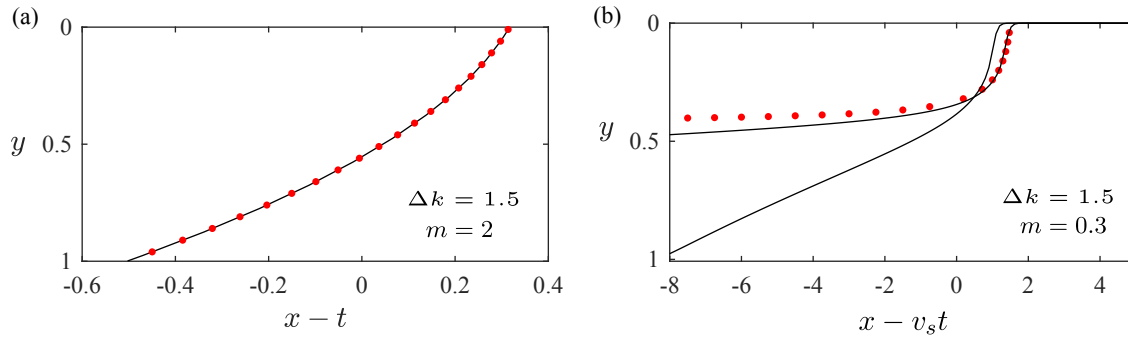 (a)
0
0.5
1
y
-0.6
-0.4
-0.2
0
0.2
0.4
x − t
Δk = 1.5
m = 2
(b)
0
0.5
1
y
-8
-6
-4
-2
0
2
4
x − vₛt
Δk = 1.5
m = 0.3